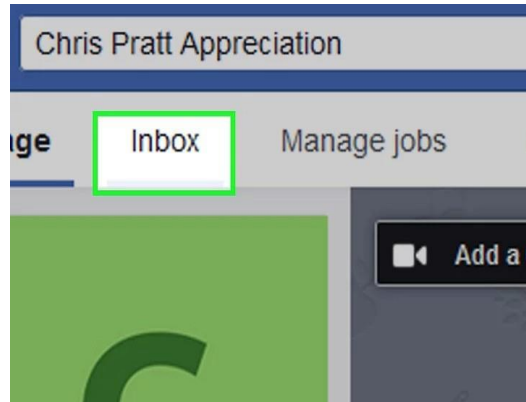 Chris Pratt Appreciation
ge Inbox Manage jobs
Add a
C